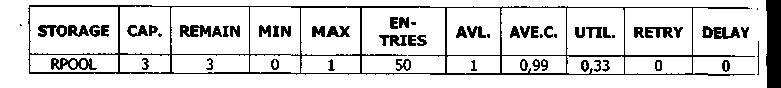 STORAGE CAP. REMAIN MIN MAX EN-TRIES AVL. AVE.C. UTIL. RETRY DELAY
RPOOL 3 3 0 1 50 1 0,99 0,33 0 0